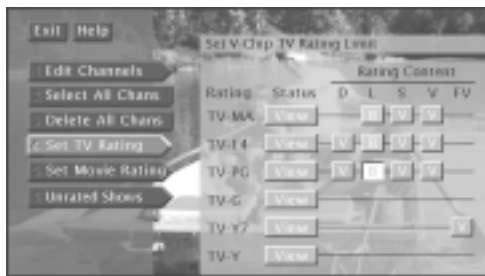 Exit Help
Set V-Chip TV Rating Limit
Edit Channels
Select All Chans
Delete All Chans
Set TV Rating
Set Movie Rating
Unrated Shows
Rating Content
Rating Status D L S V FV
TV-MA View B V V
TV-14 View V B V V
TV-PG View V B V V
TV-G View
TV-Y7 View V
TV-Y View